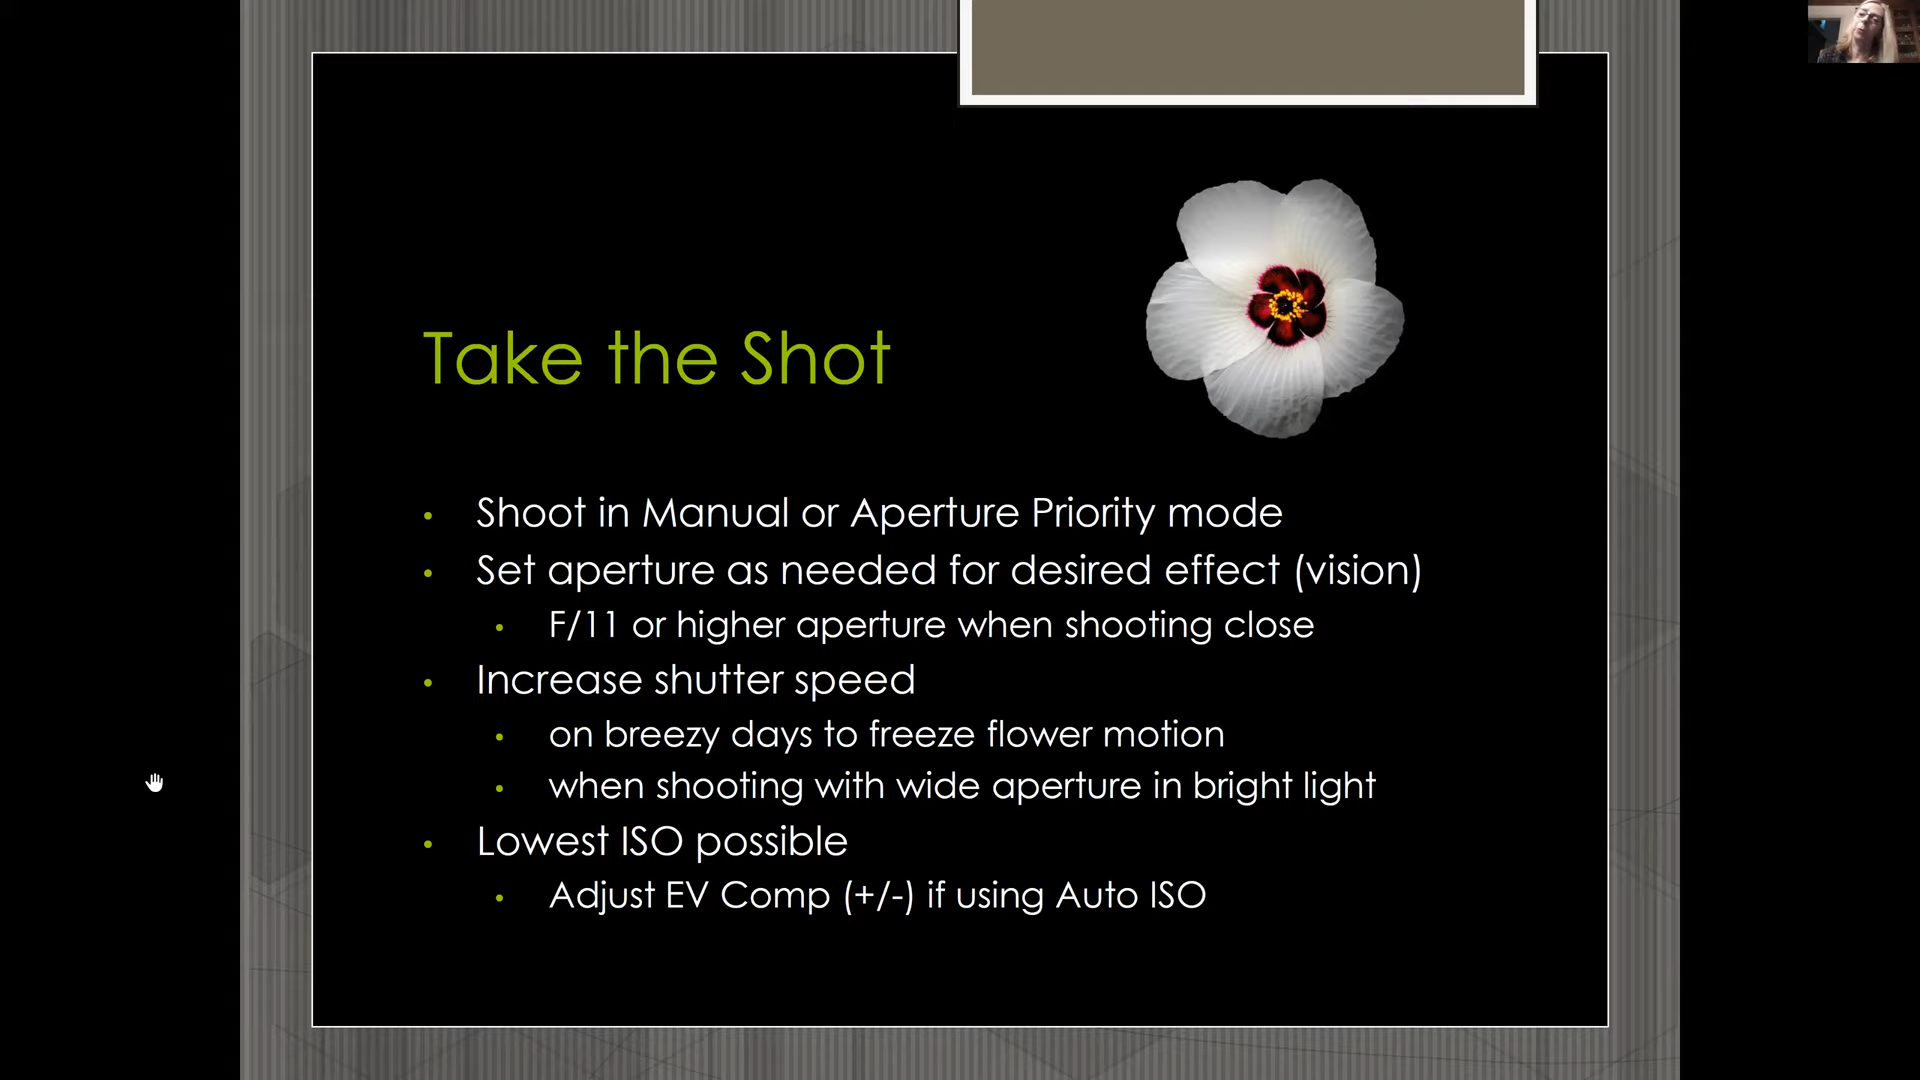 Take the Shot
• Shoot in Manual or Aperture Priority mode
• Set aperture as needed for desired effect (vision)
• F/11 or higher aperture when shooting close
• Increase shutter speed
• on breezy days to freeze flower motion
• when shooting with wide aperture in bright light
• Lowest ISO possible
• Adjust EV Comp (+/-) if using Auto ISO